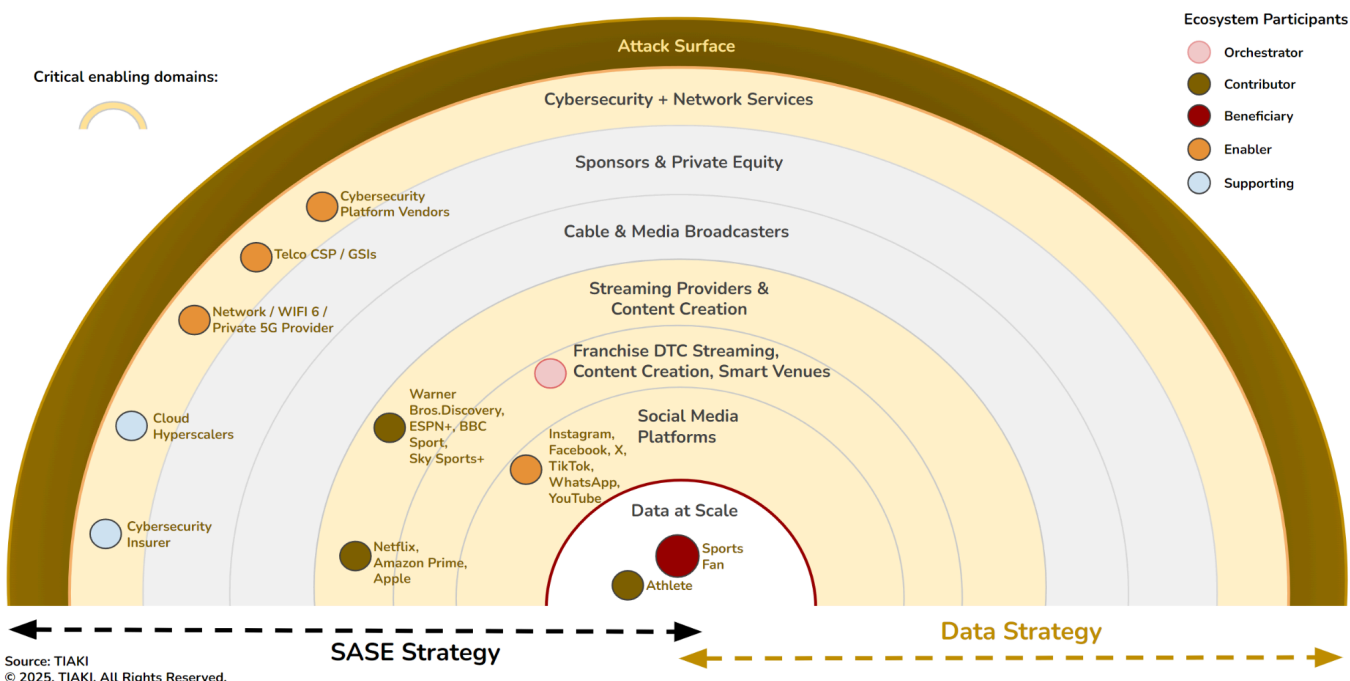 Ecosystem Participants
Orchestrator
Contributor
Beneficiary
Enabler
Supporting
Critical enabling domains:
Attack Surface
Cybersecurity + Network Services
Sponsors & Private Equity
Cable & Media Broadcasters
Streaming Providers &
Content Creation
Franchise DTC Streaming,
Content Creation, Smart Venues
Social Media
Platforms
Data at Scale
Cybersecurity
Platform Vendors
Telco CSP / GSIs
Network / WIFI 6 /
Private 5G Provider
Cloud
Hyperscalers
Cybersecurity
Insurer
Warner
Bros.Discovery,
ESPN+, BBC
Sport,
Sky Sports+
Netflix,
Amazon Prime,
Apple
Instagram,
Facebook, X,
TikTok,
WhatsApp,
YouTube
Sports
Fan
Athlete
SASE Strategy
Data Strategy
Source: TIAKI
© 2025, TIAKI, All Rights Reserved.